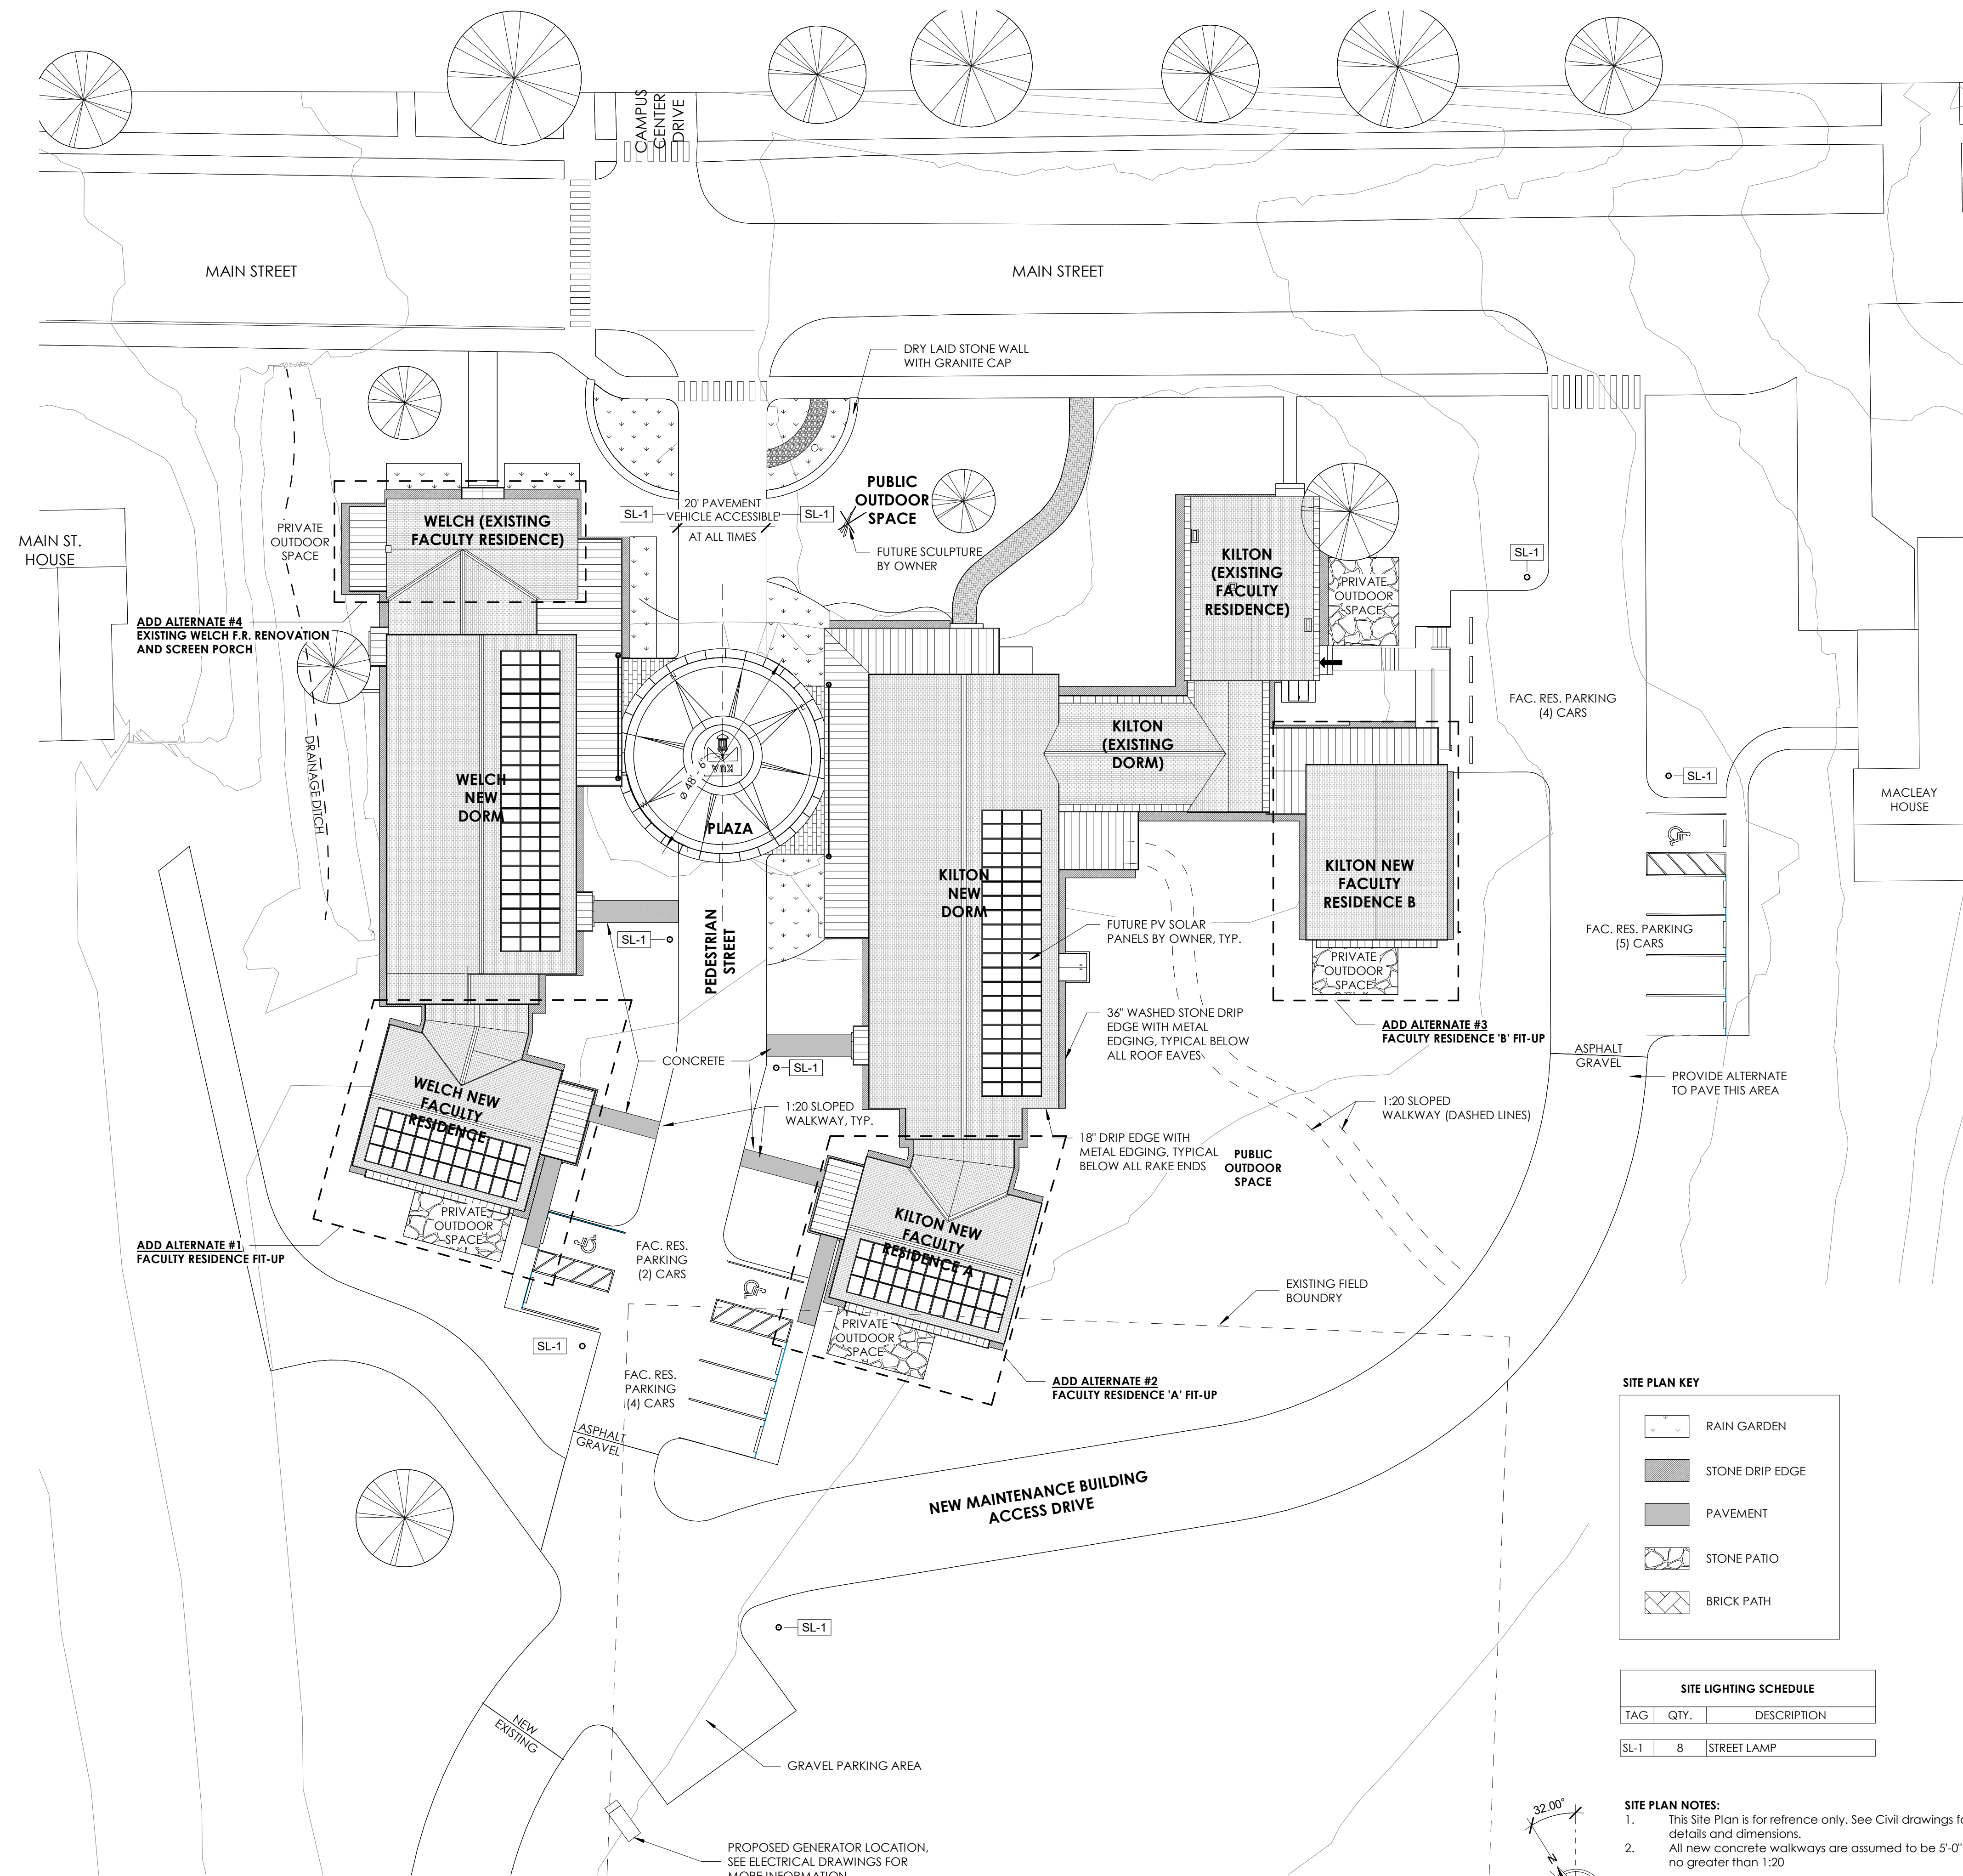 CAMPUS
CENTER
DRIVE
MAIN STREET
MAIN STREET
DRY LAID STONE WALL
WITH GRANITE CAP
PUBLIC
OUTDOOR
SPACE
SL-1
20' PAVEMENT
VEHICLE ACCESSIBLE
AT ALL TIMES
SL-1
FUTURE SCULPTURE
BY OWNER
WELCH (EXISTING
FACULTY RESIDENCE)
PRIVATE
OUTDOOR
SPACE
MAIN ST.
HOUSE
KILTON
(EXISTING
FACULTY
RESIDENCE)
PRIVATE
OUTDOOR
SPACE
SL-1
ADD ALTERNATE #4
EXISTING WELCH F.R. RENOVATION
AND SCREEN PORCH
FAC. RES. PARKING
(4) CARS
DRAINAGE DITCH
WELCH
NEW
DORM
KUA
Ø 48' - 6"
PLAZA
KILTON
(EXISTING
DORM)
SL-1
MACLEAY
HOUSE
KILTON
NEW
DORM
KILTON NEW
FACULTY
RESIDENCE B
SL-1
PEDESTRIAN
STREET
FUTURE PV SOLAR
PANELS BY OWNER, TYP.
FAC. RES. PARKING
(5) CARS
PRIVATE
OUTDOOR
SPACE
36" WASHED STONE DRIP
EDGE WITH METAL
EDGING, TYPICAL BELOW
ALL ROOF EAVES
ADD ALTERNATE #3
FACULTY RESIDENCE 'B' FIT-UP
ASPHALT
GRAVEL
PROVIDE ALTERNATE
TO PAVE THIS AREA
CONCRETE
SL-1
WELCH NEW
FACULTY
RESIDENCE
1:20 SLOPED
WALKWAY, TYP.
1:20 SLOPED
WALKWAY (DASHED LINES)
18" DRIP EDGE WITH
METAL EDGING, TYPICAL
BELOW ALL RAKE ENDS
PUBLIC
OUTDOOR
SPACE
PRIVATE
OUTDOOR
SPACE
KILTON NEW
FACULTY
RESIDENCE A
ADD ALTERNATE #1
FACULTY RESIDENCE FIT-UP
FAC. RES.
PARKING
(2) CARS
EXISTING FIELD
BOUNDRY
PRIVATE
OUTDOOR
SPACE
SL-1
FAC. RES.
PARKING
(4) CARS
ADD ALTERNATE #2
FACULTY RESIDENCE 'A' FIT-UP
ASPHALT
GRAVEL
NEW MAINTENANCE BUILDING
ACCESS DRIVE
SITE PLAN KEY
RAIN GARDEN
STONE DRIP EDGE
PAVEMENT
STONE PATIO
BRICK PATH
SL-1
NEW
EXISTING
GRAVEL PARKING AREA
PROPOSED GENERATOR LOCATION,
SEE ELECTRICAL DRAWINGS FOR
MORE INFORMATION
SITE LIGHTING SCHEDULE
TAG QTY. DESCRIPTION
SL-1 8 STREET LAMP
32.00°
N
SITE PLAN NOTES:
1. This Site Plan is for refrence only. See Civil drawings
details and dimensions.
2. All new concrete walkways are assumed to be 5'-0"
no greater than 1:20